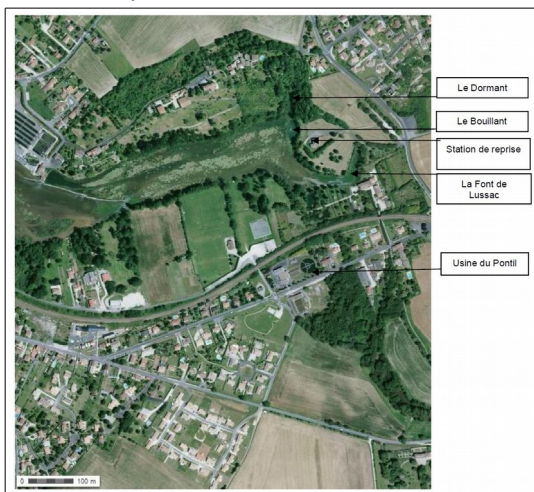 Le Dormant
Le Bouillant
Station de reprise
La Font de
Lussac
Usine du Pontil
0 100 m